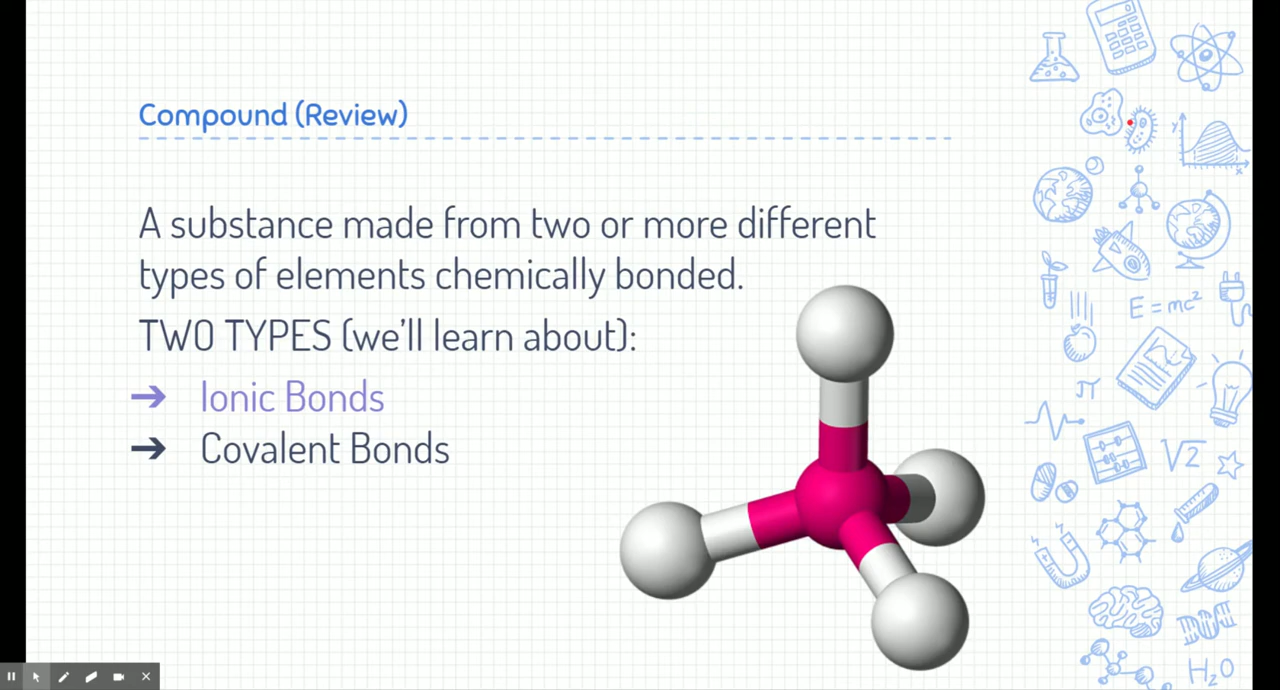 Compound (Review)
A substance made from two or more different
types of elements chemically bonded.
TWO TYPES (we'll learn about):
➔ Ionic Bonds
➔ Covalent Bonds
y
x
E = mc²
π
√2
H₂O